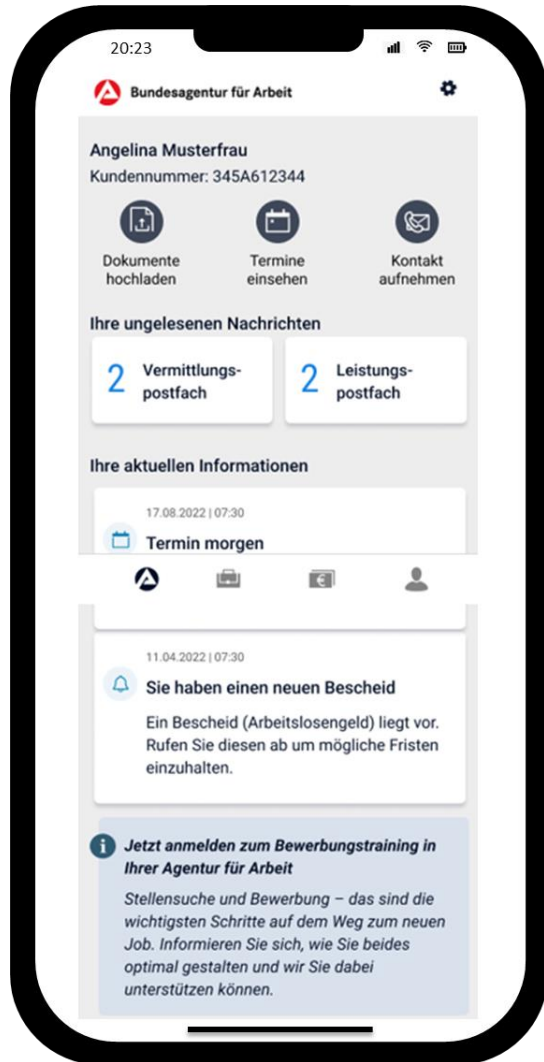 20:23
Bundesagentur für Arbeit
Angelina Musterfrau
Kundennummer: 345A612344
Dokumente
hochladen
Termine
einsehen
Kontakt
aufnehmen
Ihre ungelesenen Nachrichten
2 Vermittlungs-
postfach
2 Leistungs-
postfach
Ihre aktuellen Informationen
17.08.2022 | 07:30
Termin morgen
€
11.04.2022 | 07:30
Sie haben einen neuen Bescheid
Ein Bescheid (Arbeitslosengeld) liegt vor.
Rufen Sie diesen ab um mögliche Fristen
einzuhalten.
i
Jetzt anmelden zum Bewerbungstraining in
Ihrer Agentur für Arbeit
Stellensuche und Bewerbung – das sind die
wichtigsten Schritte auf dem Weg zum neuen
Job. Informieren Sie sich, wie Sie beides
optimal gestalten und wir Sie dabei
unterstützen können.